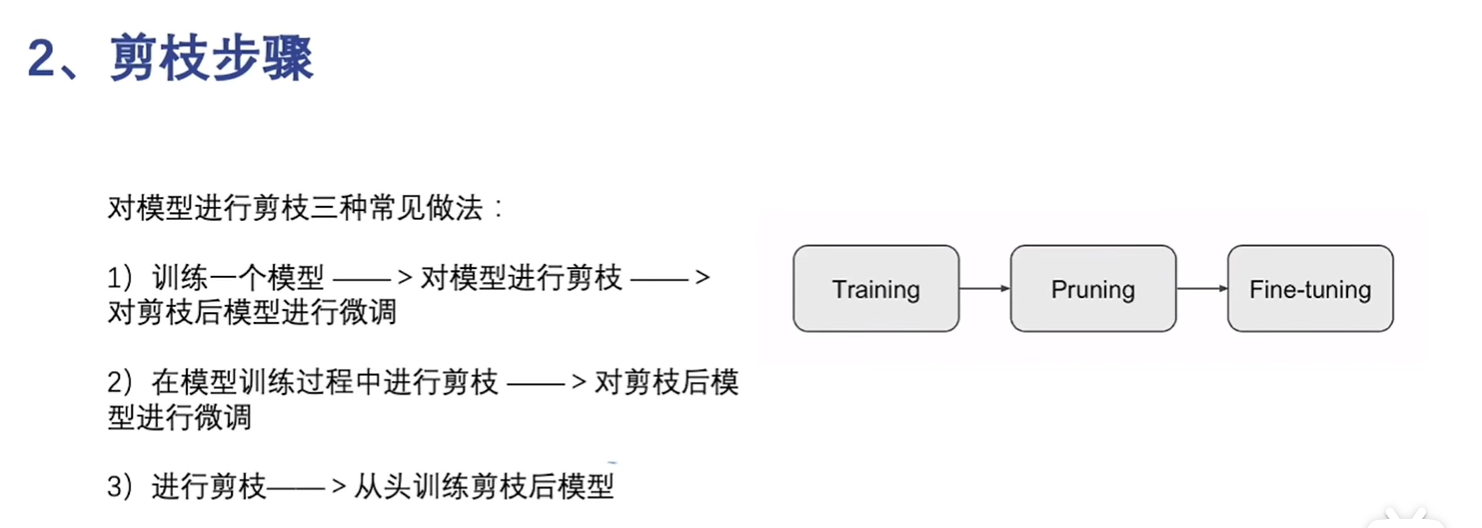 2、剪枝步骤
对模型进行剪枝三种常见做法：
1）训练一个模型 —— > 对模型进行剪枝 —— >
对剪枝后模型进行微调
2）在模型训练过程中进行剪枝 —— > 对剪枝后模
型进行微调
3）进行剪枝—— > 从头训练剪枝后模型
Training
Pruning
Fine-tuning